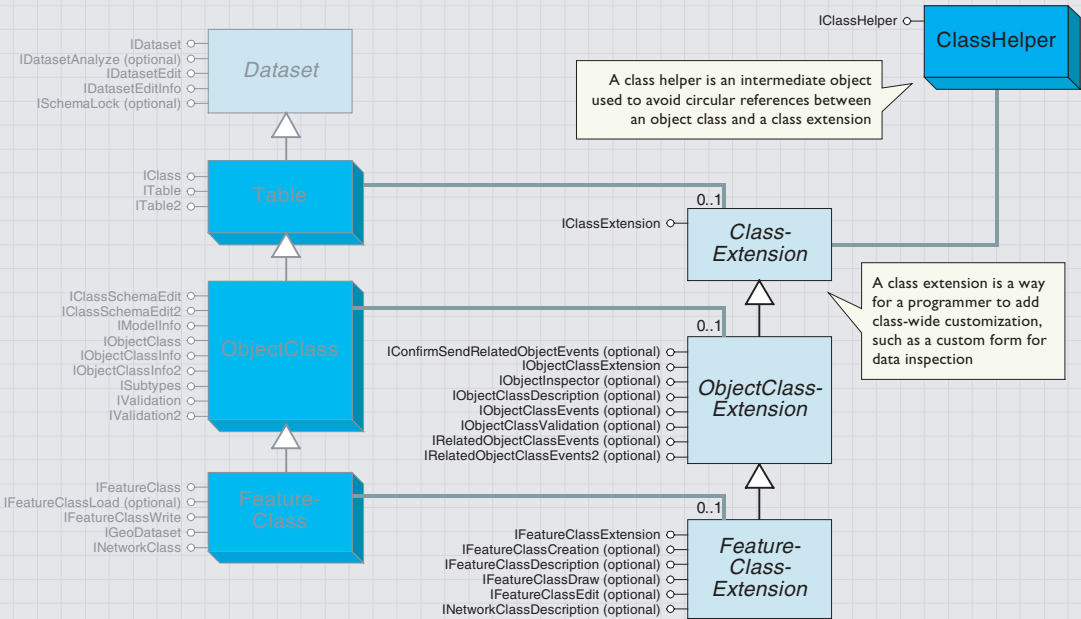 IDataset
IDatasetAnalyze (optional)
IDatasetEdit
IDatasetEditInfo
ISchemaLock (optional)
Dataset
IClass
ITable
ITable2
Table
IClassSchemaEdit
IClassSchemaEdit2
IModelInfo
IObjectClass
IObjectClassInfo
IObjectClassInfo2
ISubtypes
IValidation
IValidation2
ObjectClass
IFeatureClass
IFeatureClassLoad (optional)
IFeatureClassWrite
IGeoDataset
INetworkClass
Feature-
Class
IClassHelper
ClassHelper
A class helper is an intermediate object
used to avoid circular references between
an object class and a class extension
0..1
IClassExtension
Class-
Extension
A class extension is a way
for a programmer to add
class-wide customization,
such as a custom form for
data inspection
0..1
IConfirmSendRelatedObjectEvents (optional)
IObjectClassExtension
IObjectInspector (optional)
IObjectClassDescription (optional)
IObjectClassEvents (optional)
IObjectClassValidation (optional)
IRelatedObjectClassEvents (optional)
IRelatedObjectClassEvents2 (optional)
ObjectClass-
Extension
0..1
IFeatureClassExtension
IFeatureClassCreation (optional)
IFeatureClassDescription (optional)
IFeatureClassDraw (optional)
IFeatureClassEdit (optional)
INetworkClassDescription (optional)
Feature-
Class-
Extension